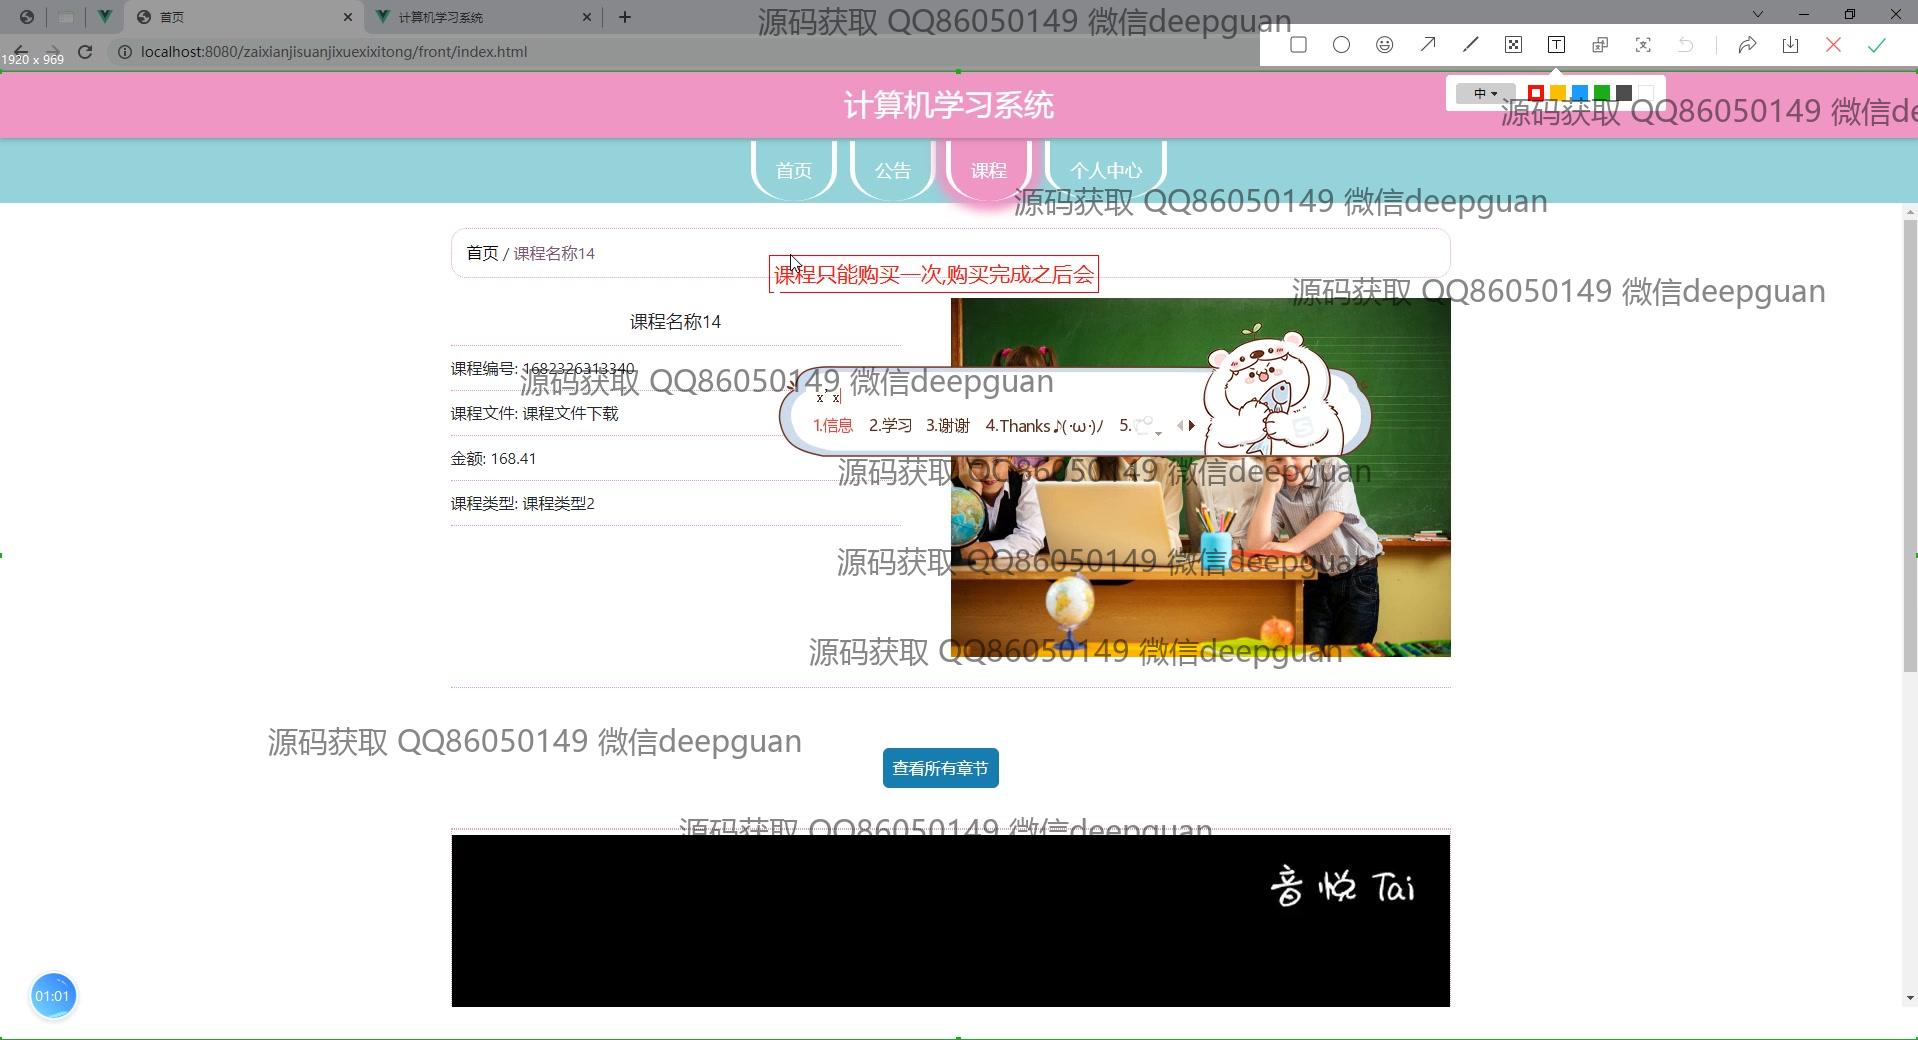 首页
计算机学习系统
源码获取 QQ86050149 微信deepguan
localhost:8080/zaixianjisuanjixuexixitong/front/index.html
1920 x 969
计算机学习系统
中
源码获取 QQ86050149 微信de
首页
公告
课程
个人中心
源码获取 QQ86050149 微信deepguan
首页 / 课程名称14
课程只能购买一次,购买完成之后会
源码获取 QQ86050149 微信deepguan
课程名称14
课程编号: 1682326313340
源码获取 QQ86050149 微信deepguan
x'x
课程文件: 课程文件下载
1.信息 2.学习 3.谢谢 4.Thanks♪(･ω･)ﾉ 5.
金额: 168.41
源码获取 QQ86050149 微信deepguan
课程类型: 课程类型2
源码获取 QQ86050149 微信deepguan
源码获取 QQ86050149 微信deepguan
源码获取 QQ86050149 微信deepguan
查看所有章节
源码获取 QQ86050149 微信deepguan
音悦 Tai
01:01